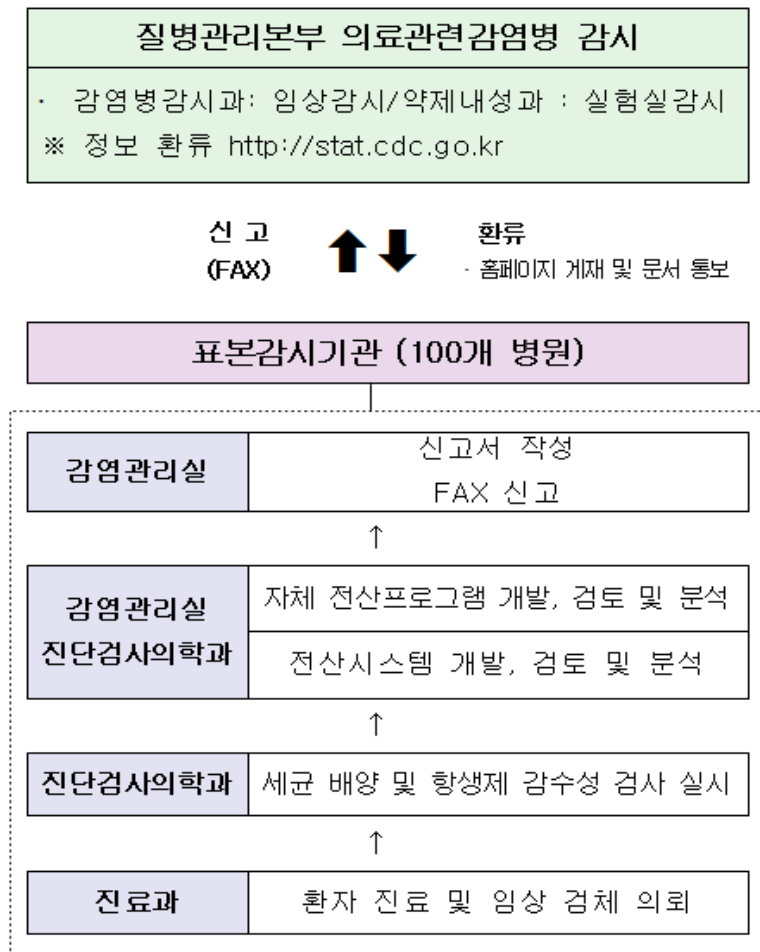 질병관리본부 의료관련감염병 감시
· 감염병감시과: 임상감시/약제내성과 : 실험실감시
※ 정보 환류 http://stat.cdc.go.kr
신 고
(FAX)
환류
· 홈페이지 게재 및 문서 통보
표본감시기관 (100개 병원)
감염관리실
신고서 작성
FAX 신고
↑
감염관리실
진단검사의학과
자체 전산프로그램 개발, 검토 및 분석
전산시스템 개발, 검토 및 분석
↑
진단검사의학과
세균 배양 및 항생제 감수성 검사 실시
↑
진료과
환자 진료 및 임상 검체 의뢰